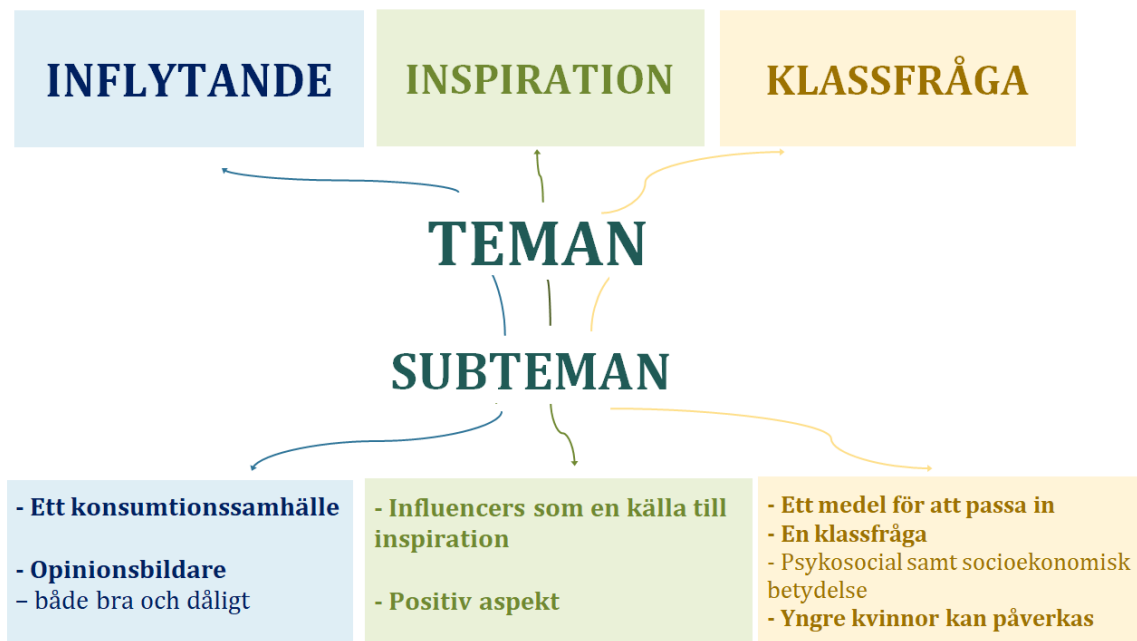 INFLYTANDE
INSPIRATION
KLASSFRÅGA
TEMAN
SUBTEMAN
- Ett konsumtionssamhälle
- Opinionsbildare
– både bra och dåligt
- Influencers som en källa till
inspiration
- Positiv aspekt
- Ett medel för att passa in
- En klassfråga
- Psykosocial samt socioekonomisk
betydelse
- Yngre kvinnor kan påverkas